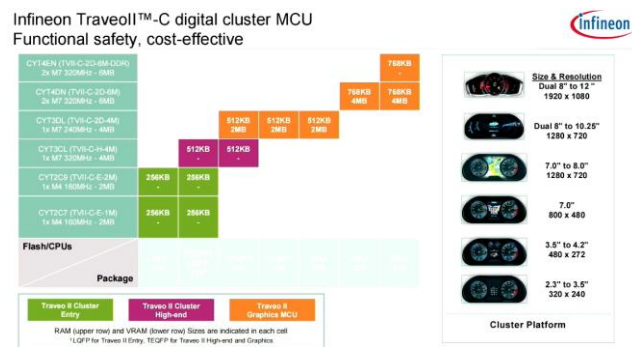 Infineon TraveoII™-C digital cluster MCU
Functional safety, cost-effective
infineon
CYT4EN (TVII-C-2D-6M-DDR)
2x M7 320MHz - 6MB
768KB
-
CYT4DN (TVII-C-2D-6M)
2x M7 320MHz - 6MB
768KB 768KB
4MB 4MB
CYT3DL (TVII-C-2D-4M)
1x M7 240MHz - 4MB
512KB 512KB 512KB
2MB 2MB 2MB
CYT3CL (TVII-C-H-4M)
1x M7 320MHz - 4MB
512KB 512KB
- -
CYT2C9 (TVII-C-E-2M)
1x M4 160MHz - 2MB
256KB 256KB
- -
CYT2C7 (TVII-C-E-1M)
1x M4 160MHz - 2MB
256KB 256KB
- -
Flash/CPUs
Package
Traveo II Cluster
Entry
Traveo II Cluster
High-end
Traveo II
Graphics MCU
RAM (upper row) and VRAM (lower row) Sizes are indicated in each cell
¹LQFP for Traveo II Entry, TEQFP for Traveo II High-end and Graphics
Size & Resolution
Dual 8" to 12 "
1920 x 1080
Dual 8" to 10.25"
1280 x 720
7.0" to 8.0"
1280 x 720
7.0"
800 x 480
3.5" to 4.2"
480 x 272
2.3" to 3.5"
320 x 240
Cluster Platform